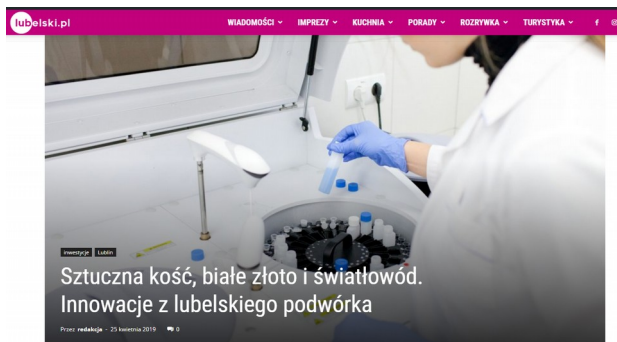 lubelski.pl
WIADOMOŚCI IMPREZY KUCHNIA PORADY ROZRYWKA TURYSTYKA
Inwestycje Lublin
Sztuczna kość, białe złoto i światłowód.
Innowacje z lubelskiego podwórka
Przez redakcja - 25 kwietnia 2019 0